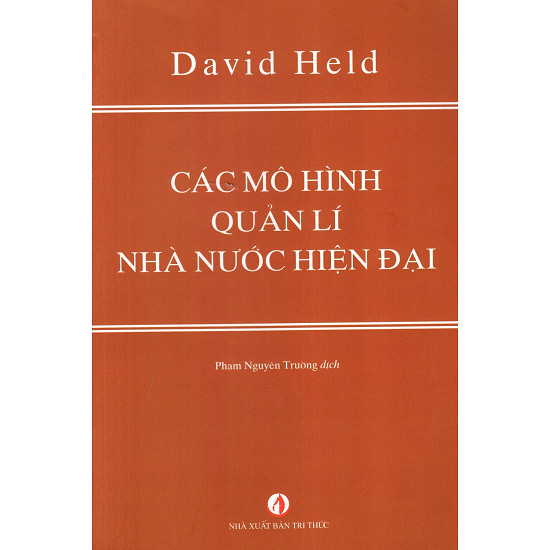 David Held
CÁC MÔ HÌNH
QUẢN LÍ
NHÀ NƯỚC HIỆN ĐẠI
Phạm Nguyên Trường dịch
NHÀ XUẤT BẢN TRI THỨC